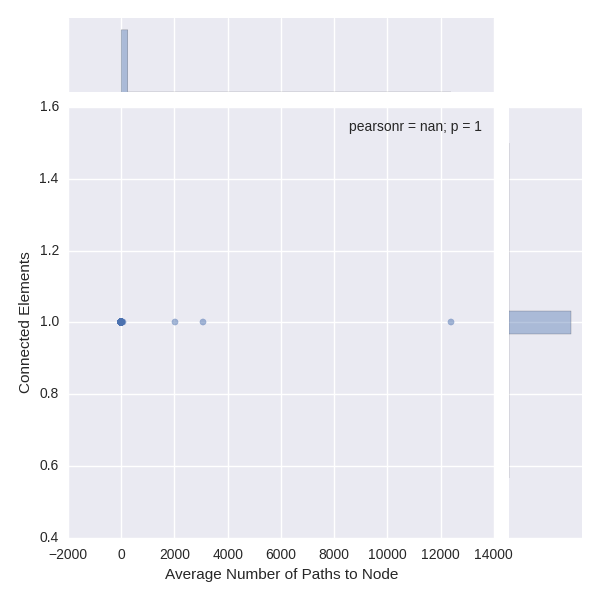 pearsonr = nan; p = 1
1.6
1.4
1.2
1.0
0.8
0.6
0.4
Connected Elements
−2000 0 2000 4000 6000 8000 10000 12000 14000
Average Number of Paths to Node